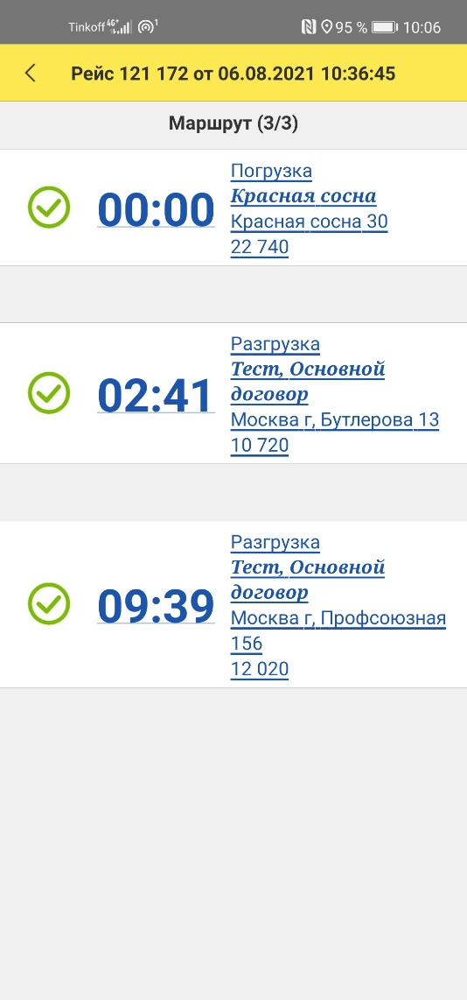 Tinkoff 4G+ 1 95 % 10:06
Рейс 121 172 от 06.08.2021 10:36:45
Маршрут (3/3)
00:00
Погрузка
Красная сосна
Красная сосна 30
22 740
02:41
Разгрузка
Тест, Основной
договор
Москва г, Бутлерова 13
10 720
09:39
Разгрузка
Тест, Основной
договор
Москва г, Профсоюзная
156
12 020